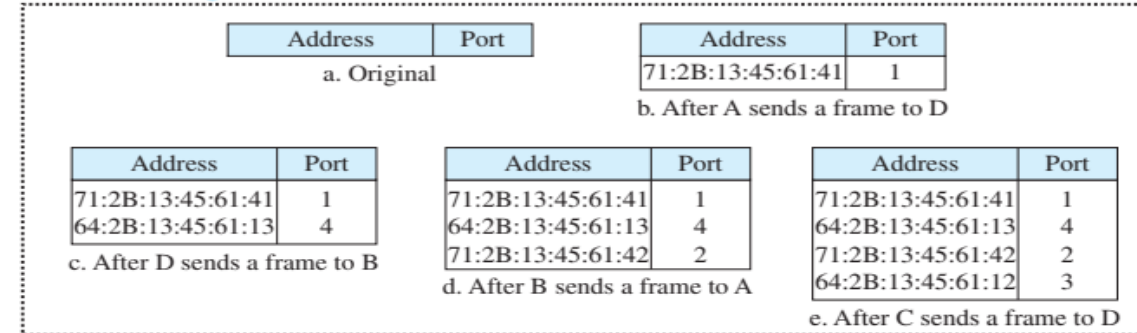 Address Port
a. Original
Address Port
71:2B:13:45:61:41 1
b. After A sends a frame to D
Address Port
71:2B:13:45:61:41 1
64:2B:13:45:61:13 4
c. After D sends a frame to B
Address Port
71:2B:13:45:61:41 1
64:2B:13:45:61:13 4
71:2B:13:45:61:42 2
d. After B sends a frame to A
Address Port
71:2B:13:45:61:41 1
64:2B:13:45:61:13 4
71:2B:13:45:61:42 2
64:2B:13:45:61:12 3
e. After C sends a frame to D